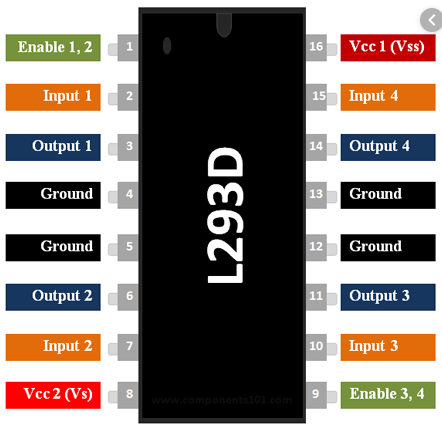 Enable 1, 2 1 16 Vcc 1 (Vss)
Input 1 2 15 Input 4
Output 1 3 14 Output 4
Ground 4 13 Ground
Ground 5 12 Ground
Output 2 6 11 Output 3
Input 2 7 10 Input 3
Vcc 2 (Vs) 8 9 Enable 3, 4
L293D
www.components101.com